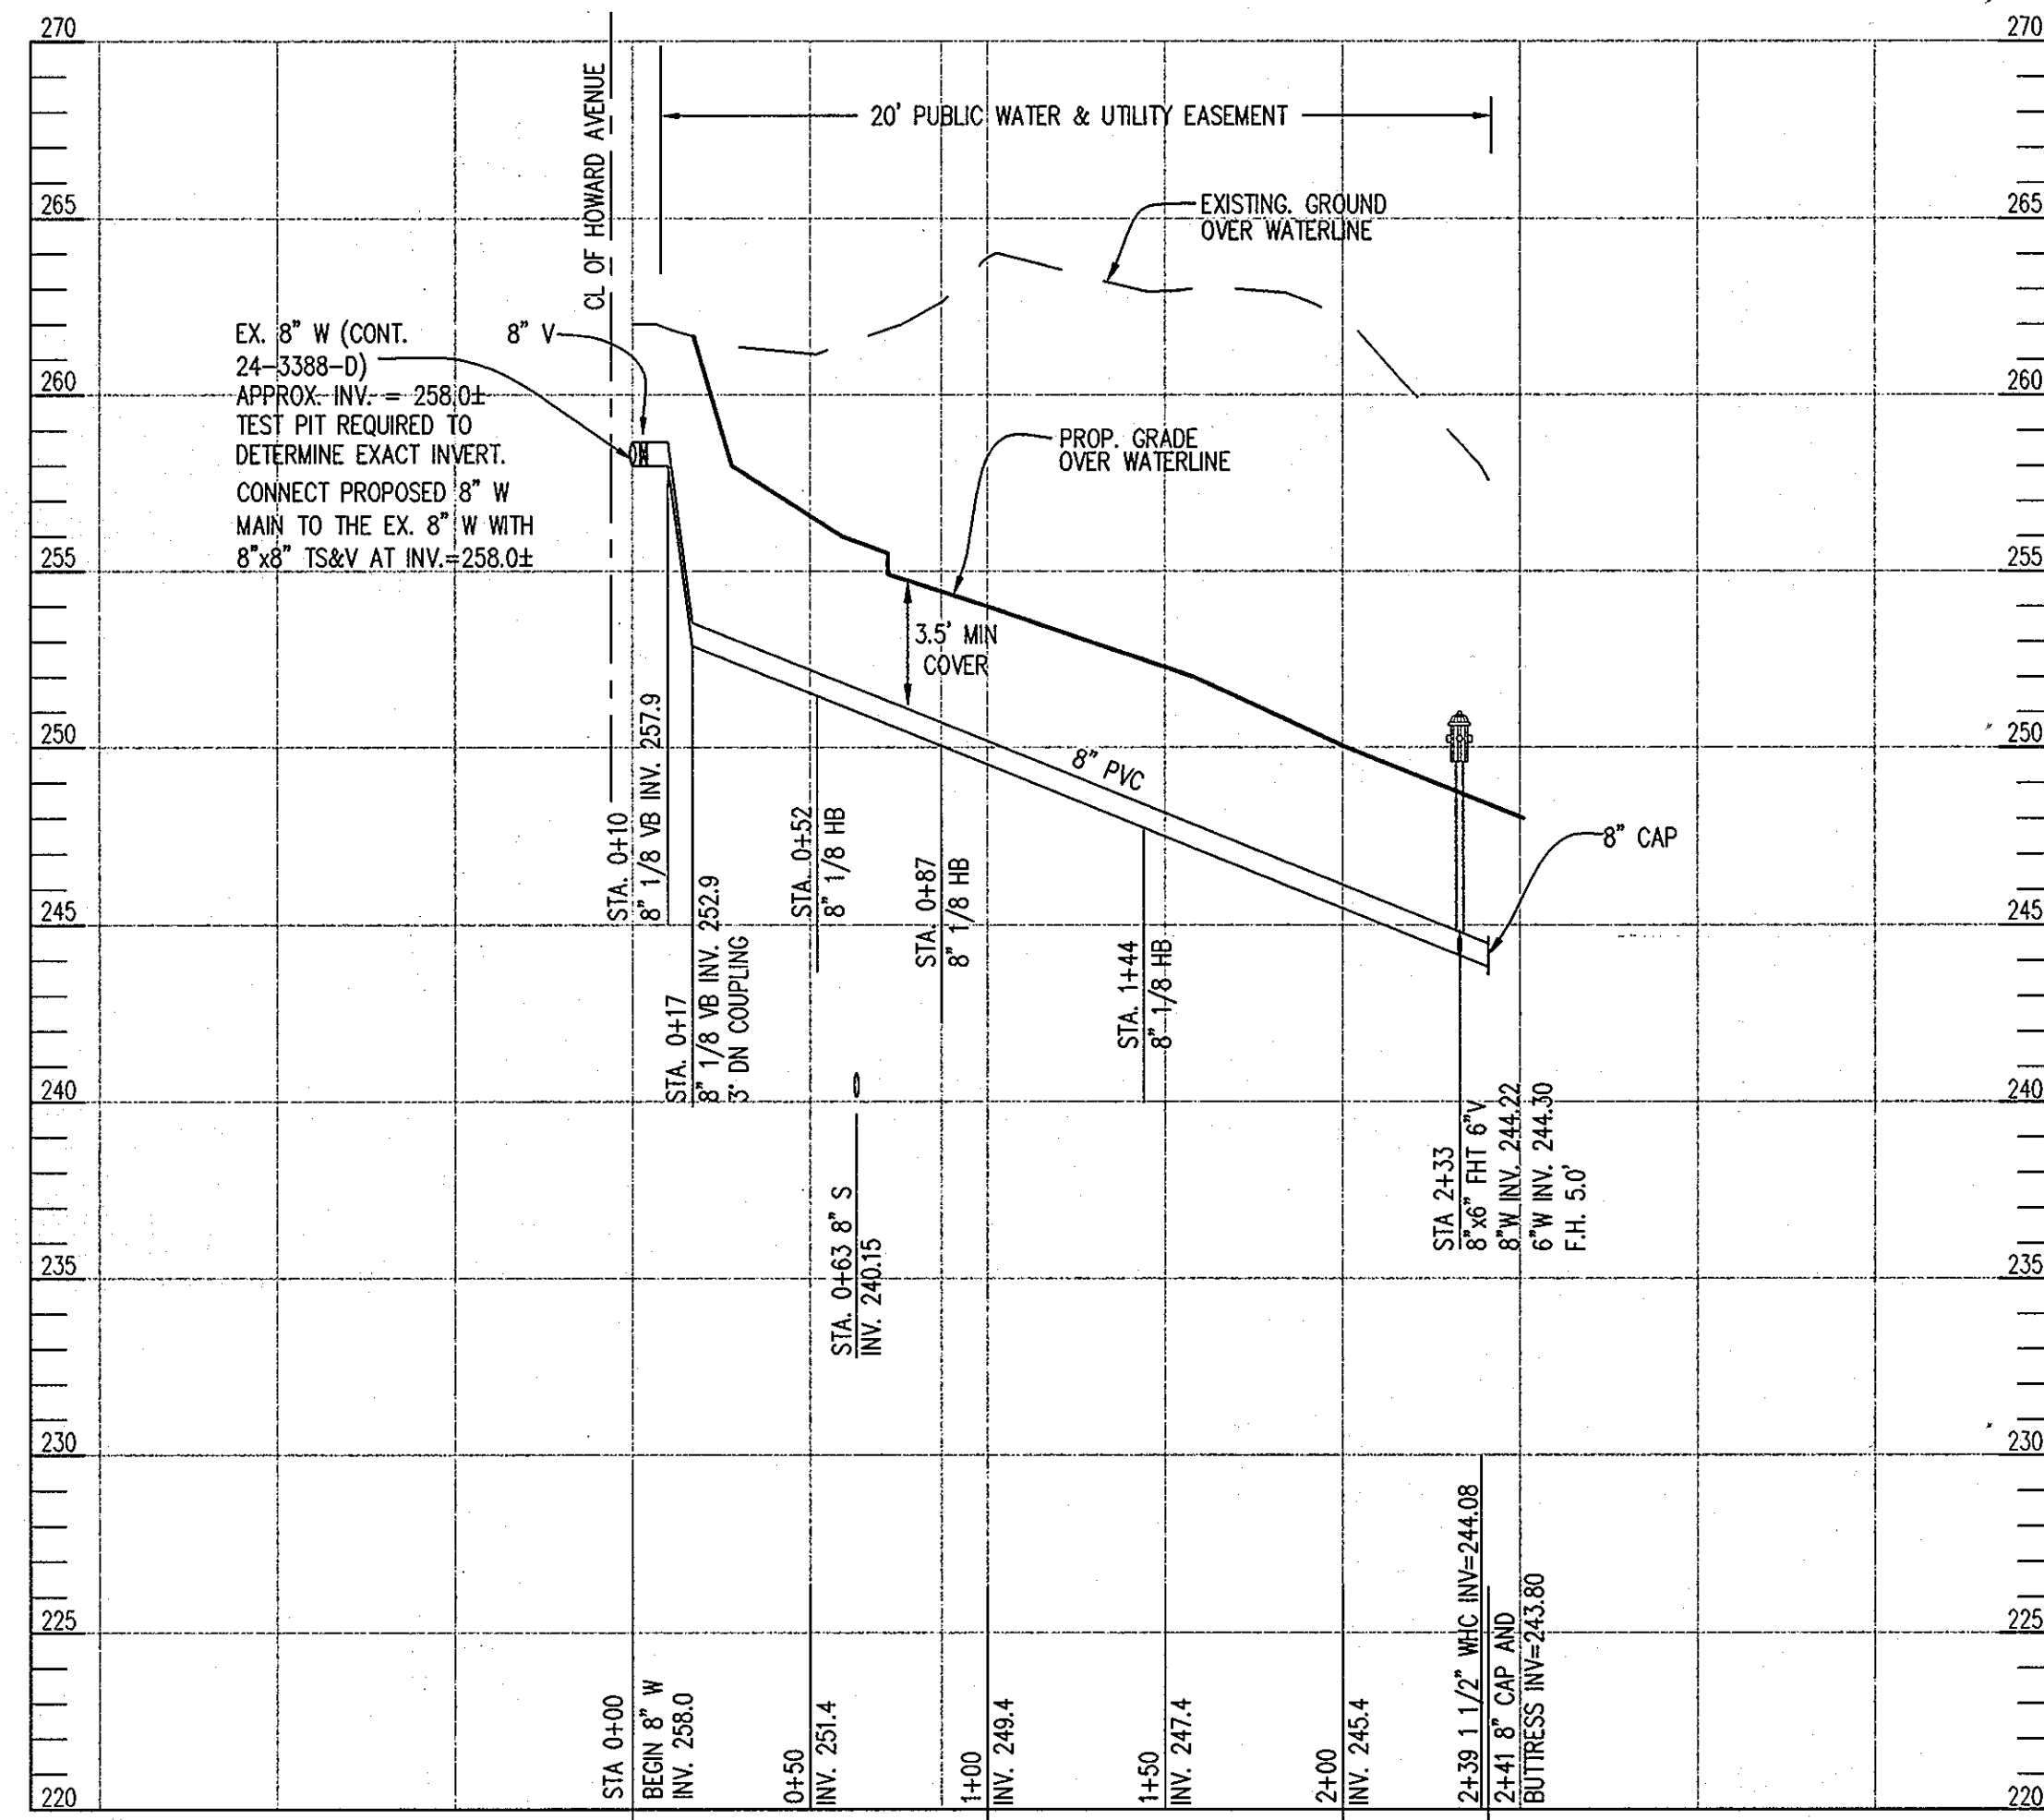 270
270
265
265
260
260
255
255
250
250
245
245
240
240
235
235
230
230
225
225
220
220
CL OF HOWARD AVENUE
20' PUBLIC WATER & UTILITY EASEMENT
EXISTING. GROUND
OVER WATERLINE
EX. 8" W (CONT.
24-3388-D)
APPROX. INV. = 258.0±
TEST PIT REQUIRED TO
DETERMINE EXACT INVERT.
CONNECT PROPOSED 8" W
MAIN TO THE EX. 8" W WITH
8"x8" TS&V AT INV.=258.0±
8" V
PROP. GRADE
OVER WATERLINE
3.5' MIN
COVER
8" PVC
8" CAP
STA. 0+10
8" 1/8 VB INV. 257.9
STA. 0+17
8" 1/8 VB INV. 252.9
3° DN COUPLING
STA. 0+52
8" 1/8 HB
STA. 0+87
8" 1/8 HB
STA. 1+44
8" 1/8 HB
STA. 0+63 8" S
INV. 240.15
STA 2+33
8"x6" FHT 6"V
8"W INV. 244.22
6"W INV. 244.30
F.H. 5.0'
STA 0+00
BEGIN 8" W
INV. 258.0
0+50
INV. 251.4
1+00
INV. 249.4
1+50
INV. 247.4
2+00
INV. 245.4
2+39 1 1/2" WHC INV=244.08
2+41 8" CAP AND
BUTTRESS INV=243.80